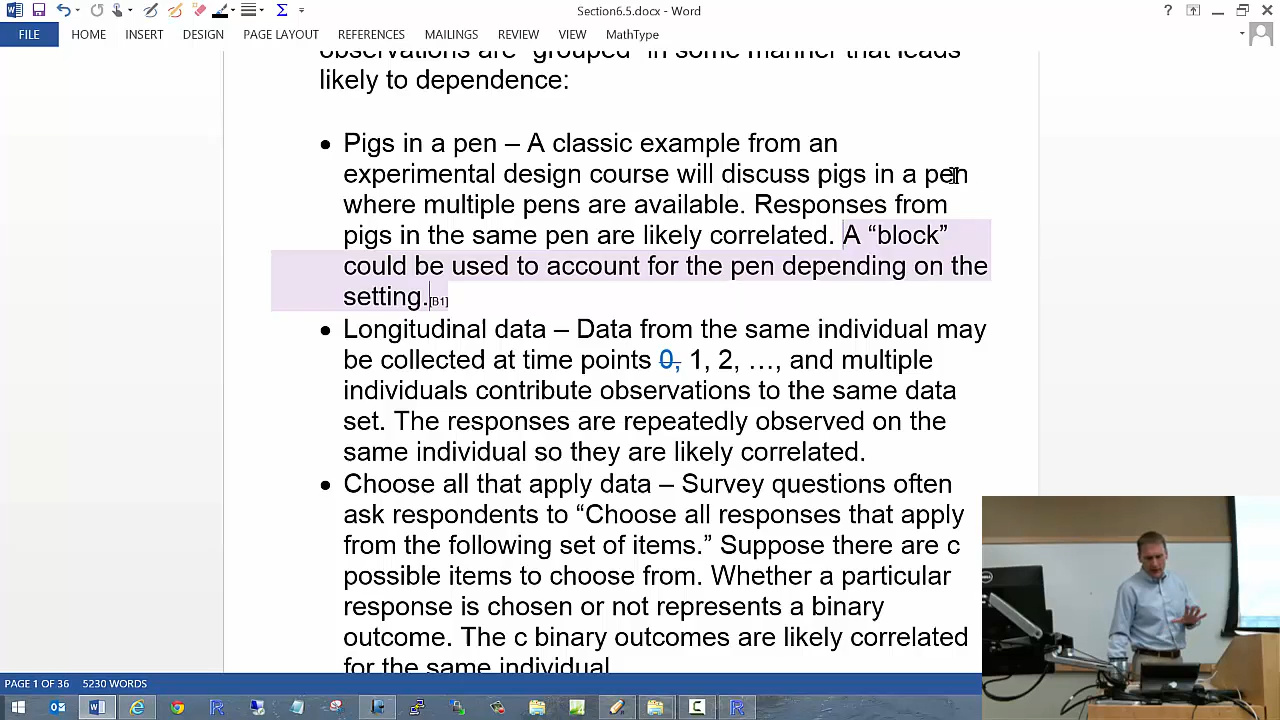 Section6.5.docx - Word
FILE HOME INSERT DESIGN PAGE LAYOUT REFERENCES MAILINGS REVIEW VIEW MathType
observations are “grouped” in some manner that leads
likely to dependence:
• Pigs in a pen – A classic example from an
experimental design course will discuss pigs in a pen
where multiple pens are available. Responses from
pigs in the same pen are likely correlated. A “block”
could be used to account for the pen depending on the
setting.[B1]
• Longitudinal data – Data from the same individual may
be collected at time points 0, 1, 2, …, and multiple
individuals contribute observations to the same data
set. The responses are repeatedly observed on the
same individual so they are likely correlated.
• Choose all that apply data – Survey questions often
ask respondents to “Choose all responses that apply
from the following set of items.” Suppose there are c
possible items to choose from. Whether a particular
response is chosen or not represents a binary
outcome. The c binary outcomes are likely correlated
for the same individual.
PAGE 1 OF 36 5230 WORDS